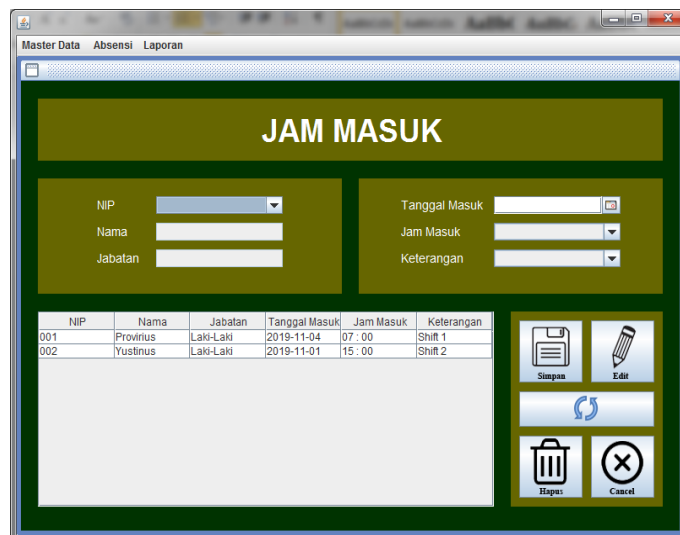 Master Data Absensi Laporan
JAM MASUK
NIP
Nama
Jabatan
Tanggal Masuk
Jam Masuk
Keterangan
NIP Nama Jabatan Tanggal Masuk Jam Masuk Keterangan
001 Provirius Laki-Laki 2019-11-04 07 : 00 Shift 1
002 Yustinus Laki-Laki 2019-11-01 15 : 00 Shift 2
Simpan Edit
Hapus Cancel